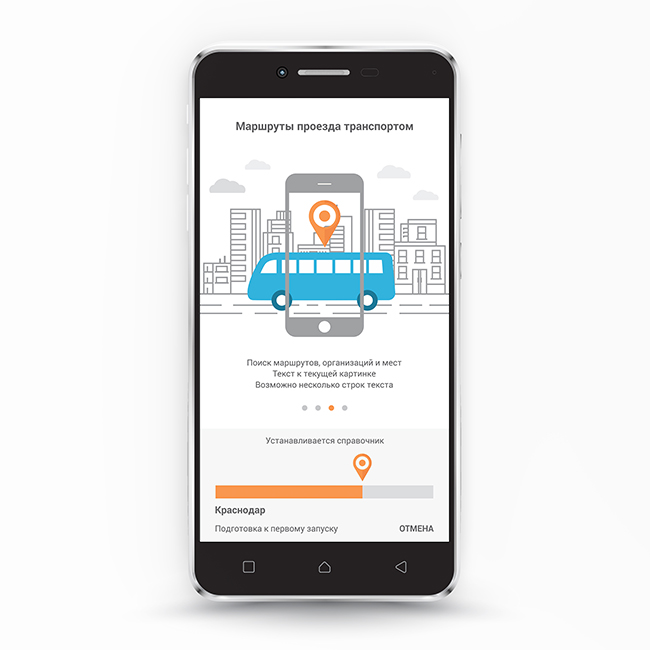 Маршруты проезда транспортом
Поиск маршрутов, организаций и мест
Текст к текущей картинке
Возможно несколько строк текста
Устанавливается справочник
Краснодар
Подготовка к первому запуску ОТМЕНА